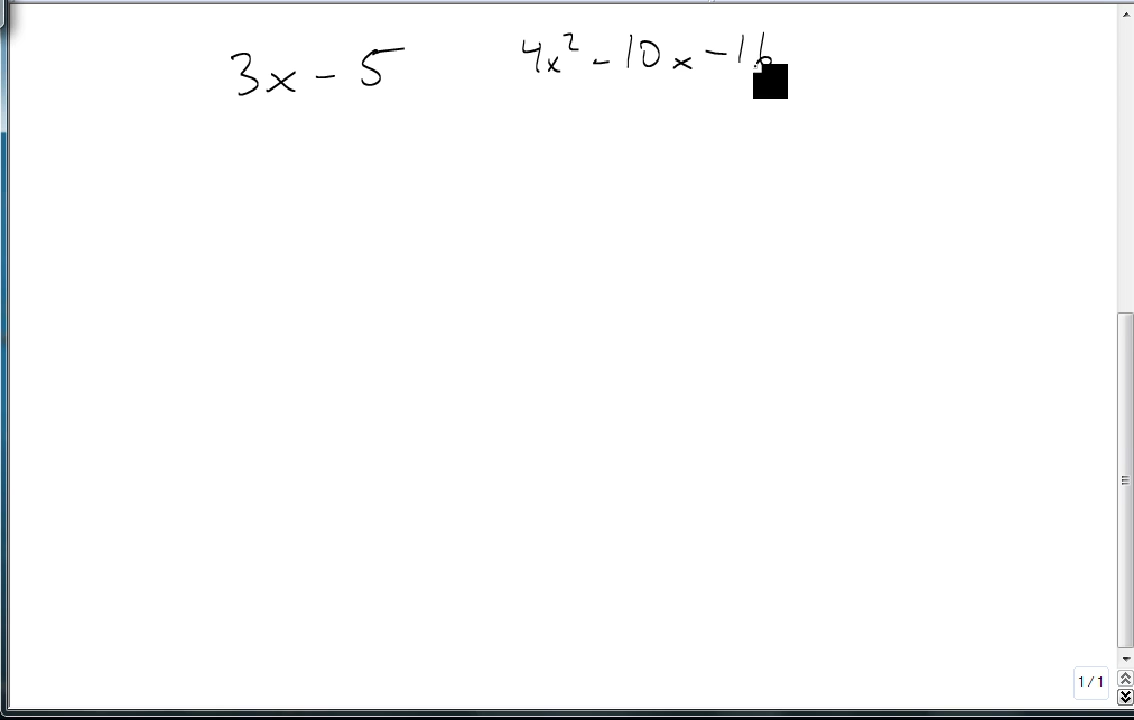 3x - 5 4x² - 10x - 16
1/1